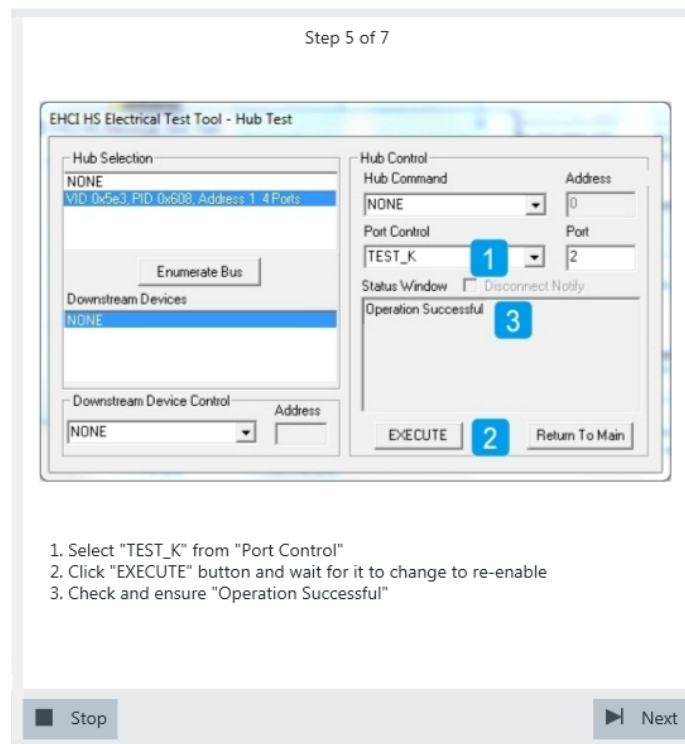 Step 5 of 7
EHCI HS Electrical Test Tool - Hub Test
Hub Selection
NONE
VID 0x5e3, PID 0x608, Address 1 4 Ports
Enumerate Bus
Downstream Devices
NONE
Downstream Device Control
Address
NONE
Hub Control
Hub Command
Address
NONE
0
Port Control
Port
TEST_K
1
2
Status Window
Disconnect Notify
Operation Successful
3
EXECUTE
2
Return To Main
1. Select "TEST_K" from "Port Control"
2. Click "EXECUTE" button and wait for it to change to re-enable
3. Check and ensure "Operation Successful"
Stop
Next